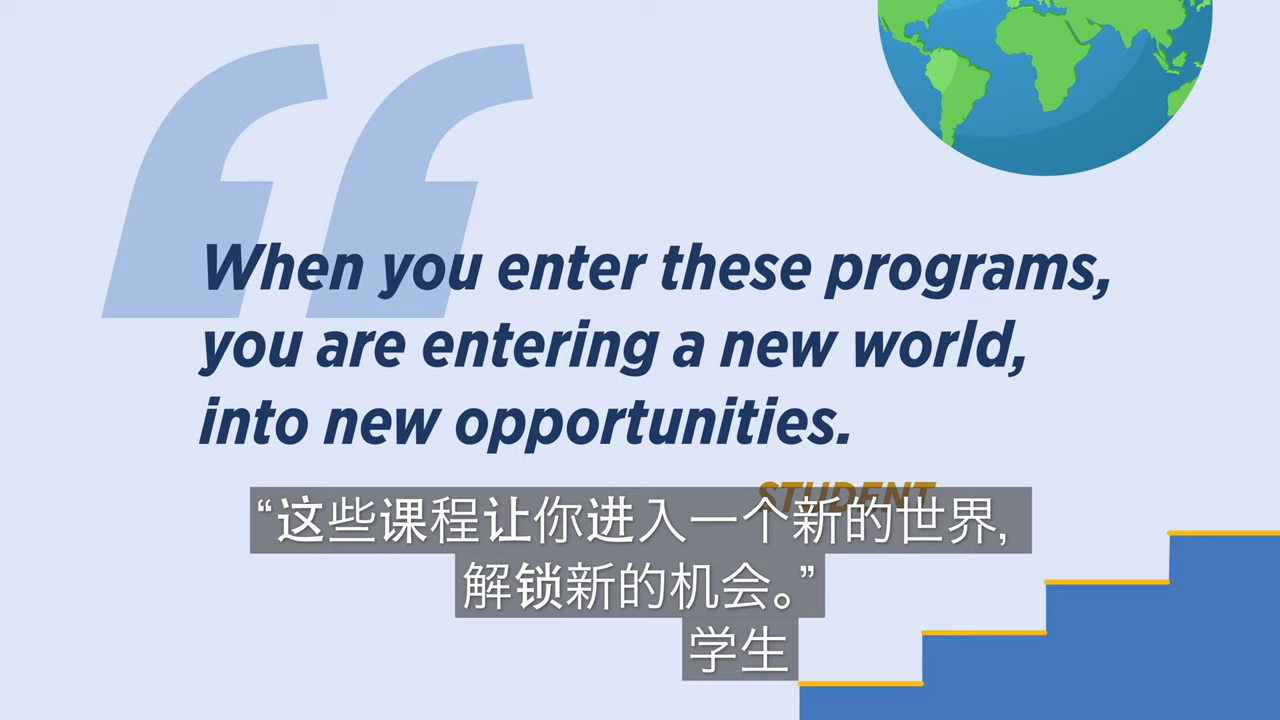 When you enter these programs,
you are entering a new world,
into new opportunities.
STUDENT
“这些课程让你进入一个新的世界,
解锁新的机会。”
学生